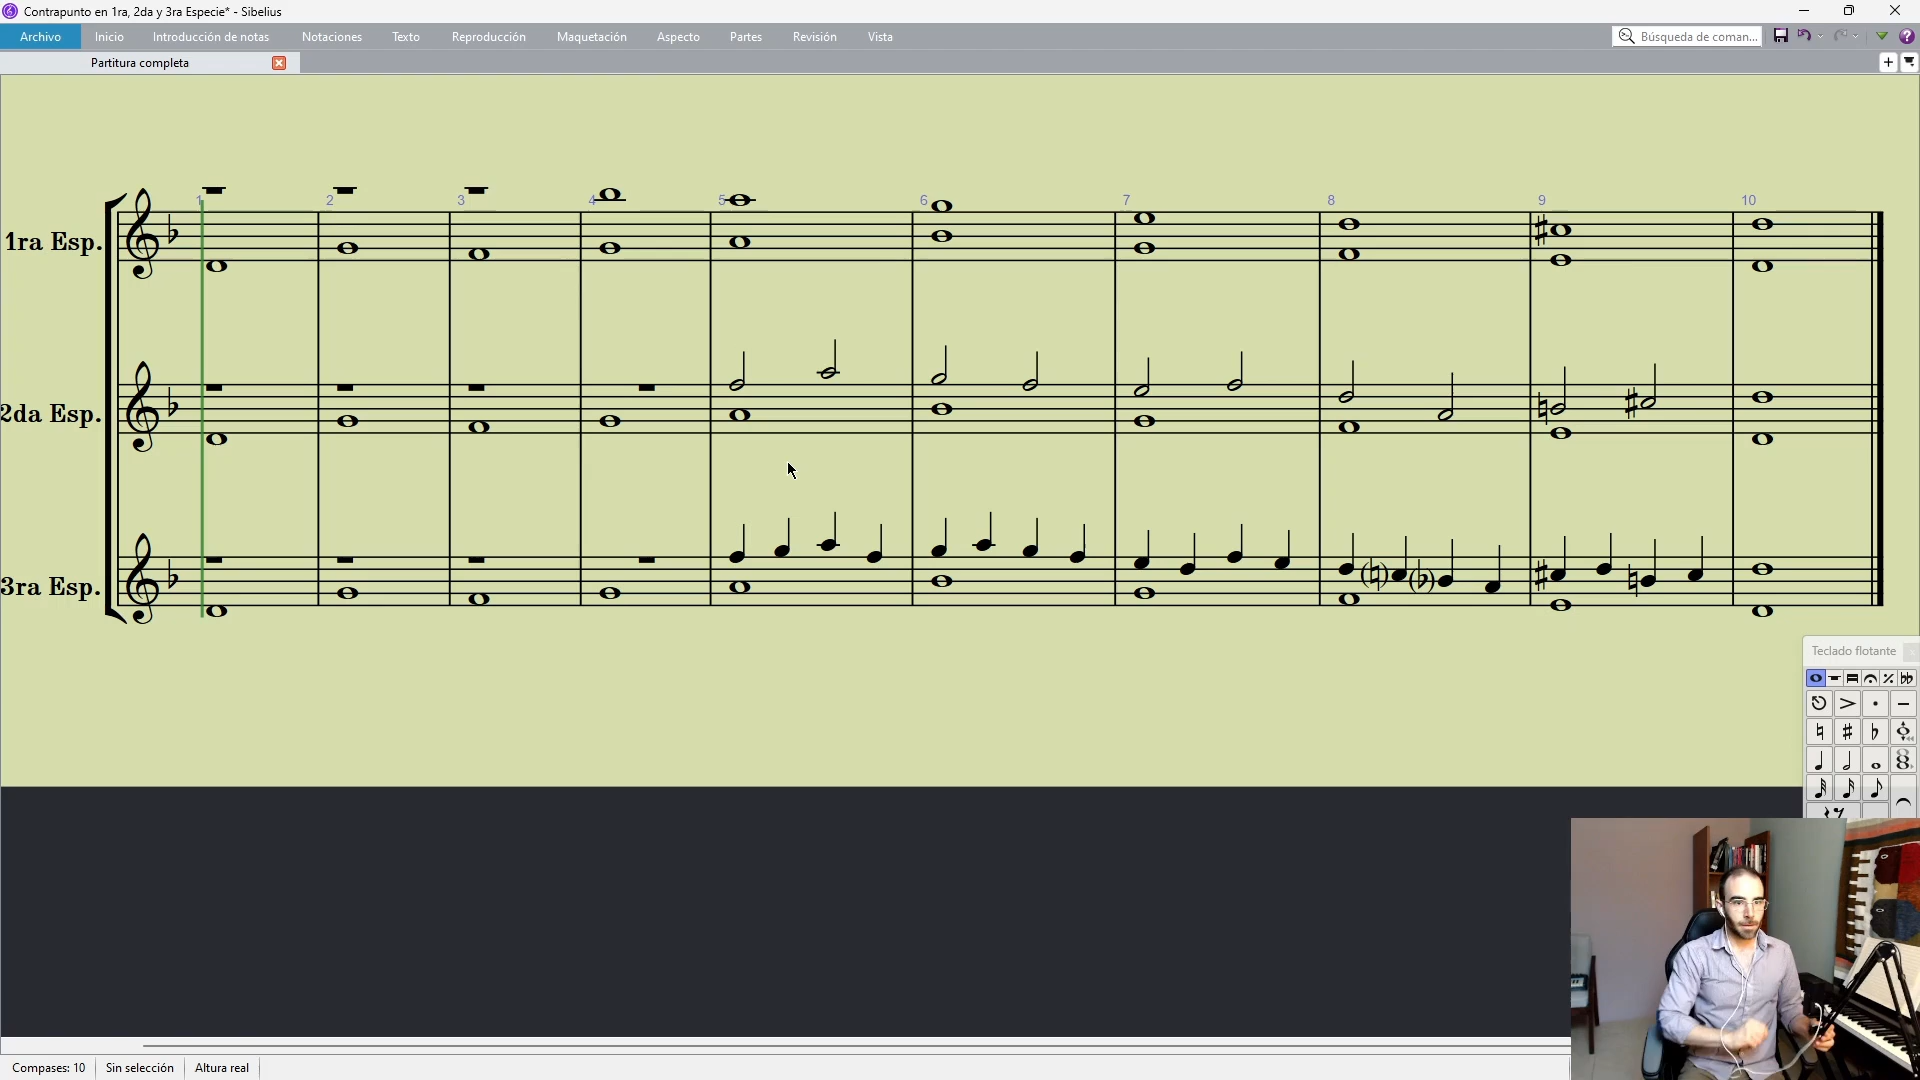 Contrapunto en 1ra, 2da y 3ra Especie* - Sibelius
Archivo Inicio Introducción de notas Notaciones Texto Reproducción Maquetación Aspecto Partes Revisión Vista Búsqueda de coman...
Partitura completa
1 2 3 4 5 6 7 8 9 10
1ra Esp.
2da Esp.
3ra Esp.
Teclado flotante
Compases: 10 Sin selección Altura real